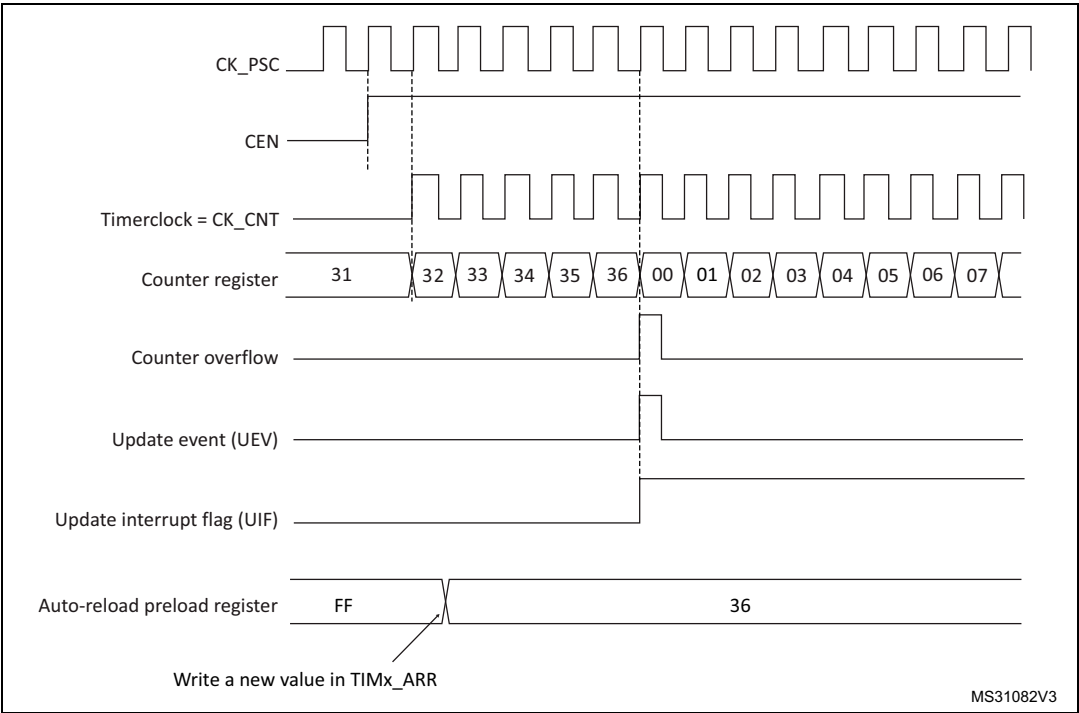 CK_PSC
CEN
Timerclock = CK_CNT
Counter register 31 32 33 34 35 36 00 01 02 03 04 05 06 07
Counter overflow
Update event (UEV)
Update interrupt flag (UIF)
Auto-reload preload register FF 36
Write a new value in TIMx_ARR
MS31082V3